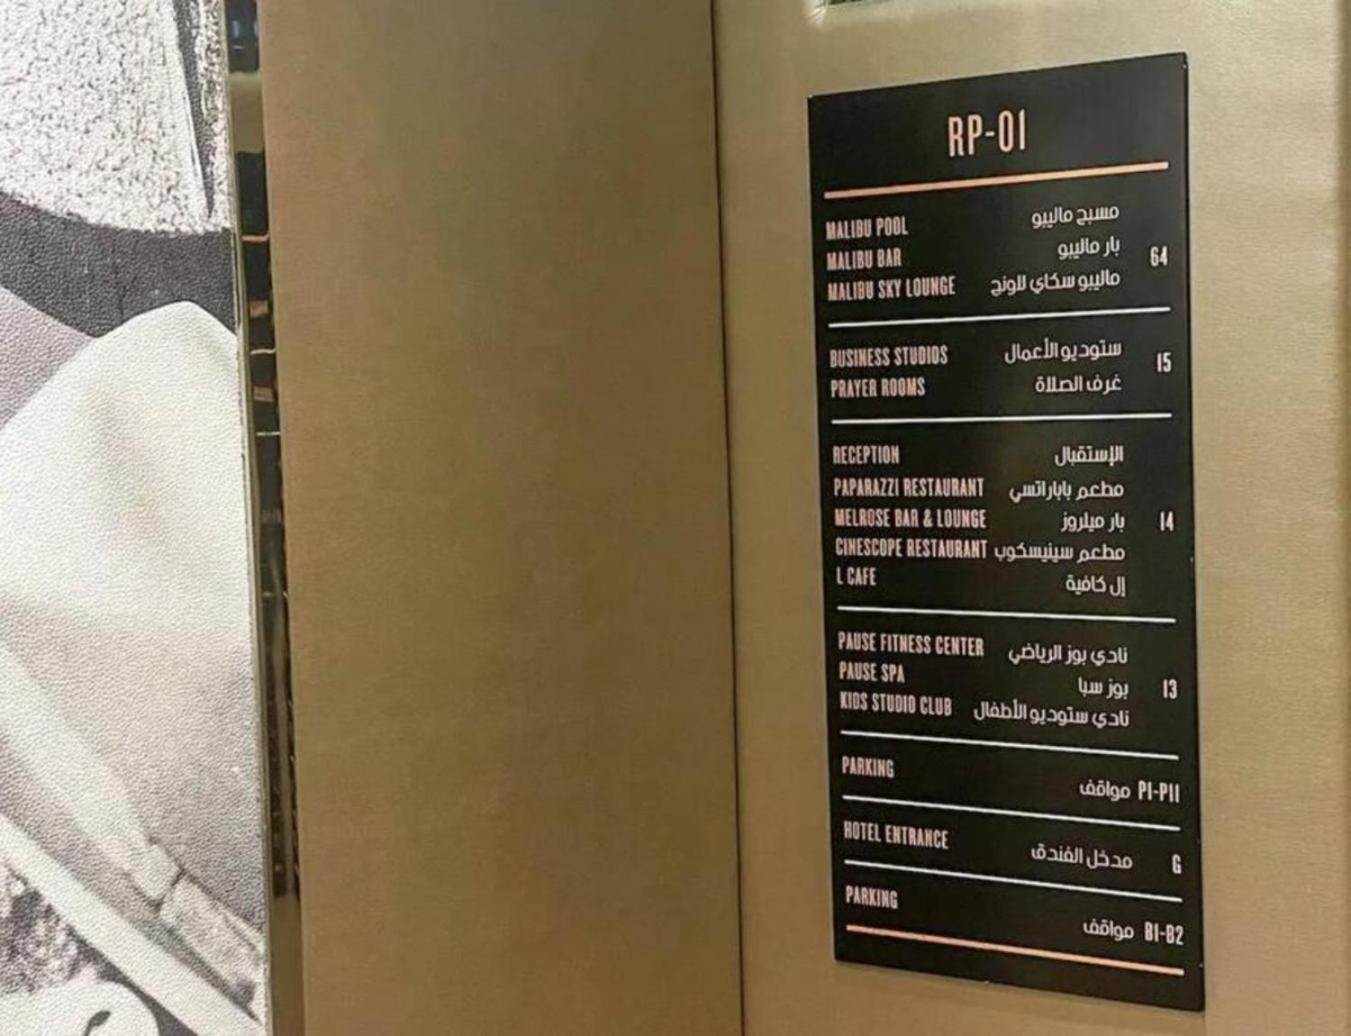 RP-01
MALIBU POOL مسبح ماليبو
MALIBU BAR بار ماليبو 64
MALIBU SKY LOUNGE ماليبو سكاي للونج
BUSINESS STUDIOS ستوديو الأعمال 15
PRAYER ROOMS غرف الصلاة
RECEPTION الإستقبال
PAPARAZZI RESTAURANT مطعم باباراتسي
MELROSE BAR & LOUNGE بار ميلروز 14
CINESCOPE RESTAURANT مطعم سينيسكوب
L CAFE إل كافية
PAUSE FITNESS CENTER نادي بوز الرياضي
PAUSE SPA بوز سبا 13
KIDS STUDIO CLUB نادي ستوديو الأطفال
PARKING مواقف P1-P11
HOTEL ENTRANCE مدخل الفندق G
PARKING مواقف B1-B2